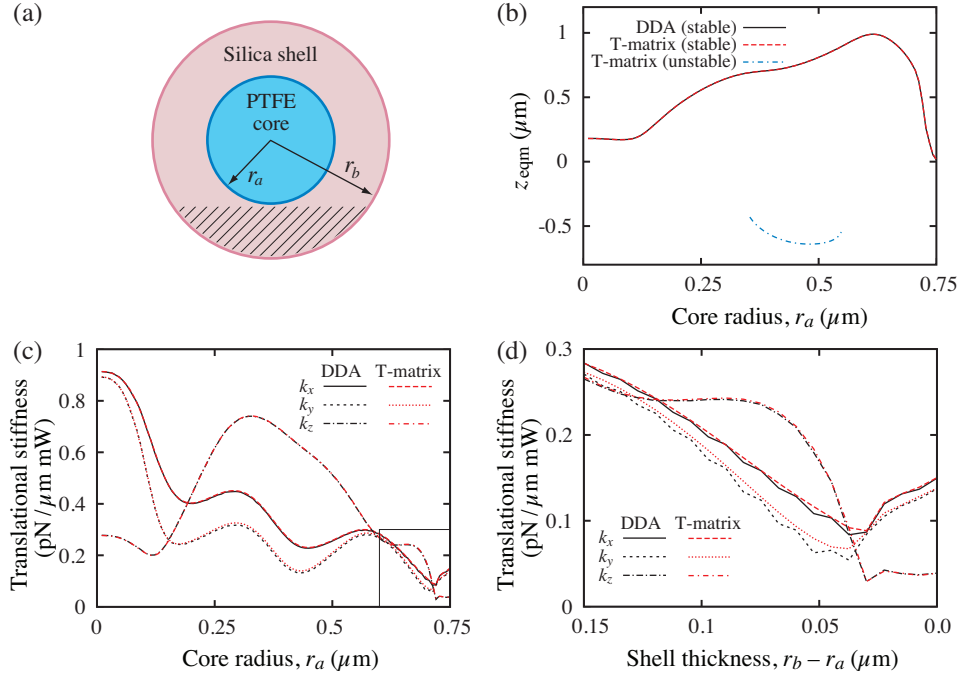 (a)
Silica shell
PTFE
core
r_a
r_b
(b)
DDA (stable)
T-matrix (stable)
T-matrix (unstable)
z_eqm (µm)
1
0.5
0
-0.5
0
0.25
0.5
0.75
Core radius, r_a (µm)
(c)
Translational stiffness
(pN / µm mW)
1
0.8
0.6
0.4
0.2
0
DDA T-matrix
k_x
k_y
k_z
0
0.25
0.5
0.75
Core radius, r_a (µm)
(d)
Translational stiffness
(pN / µm mW)
0.3
0.2
0.1
0
DDA T-matrix
k_x
k_y
k_z
0.15
0.1
0.05
0.0
Shell thickness, r_b – r_a (µm)